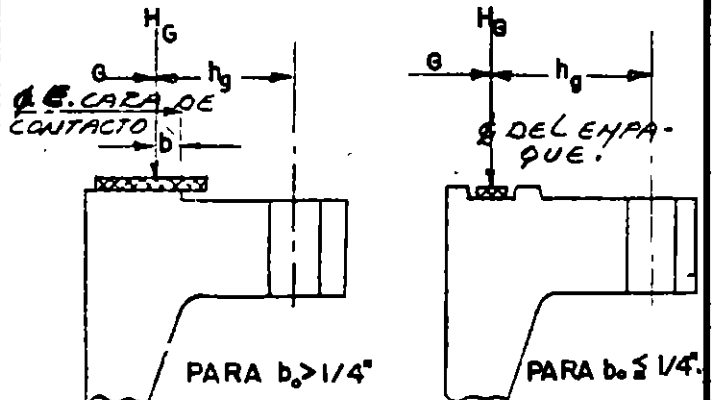 H_G
G h_g
Ø E. CARA DE
CONTACTO
b
PARA b₀ > 1/4"
H_G
G h_g
℄ DEL EMPA-
QUE.
PARA b₀ ≤ 1/4".